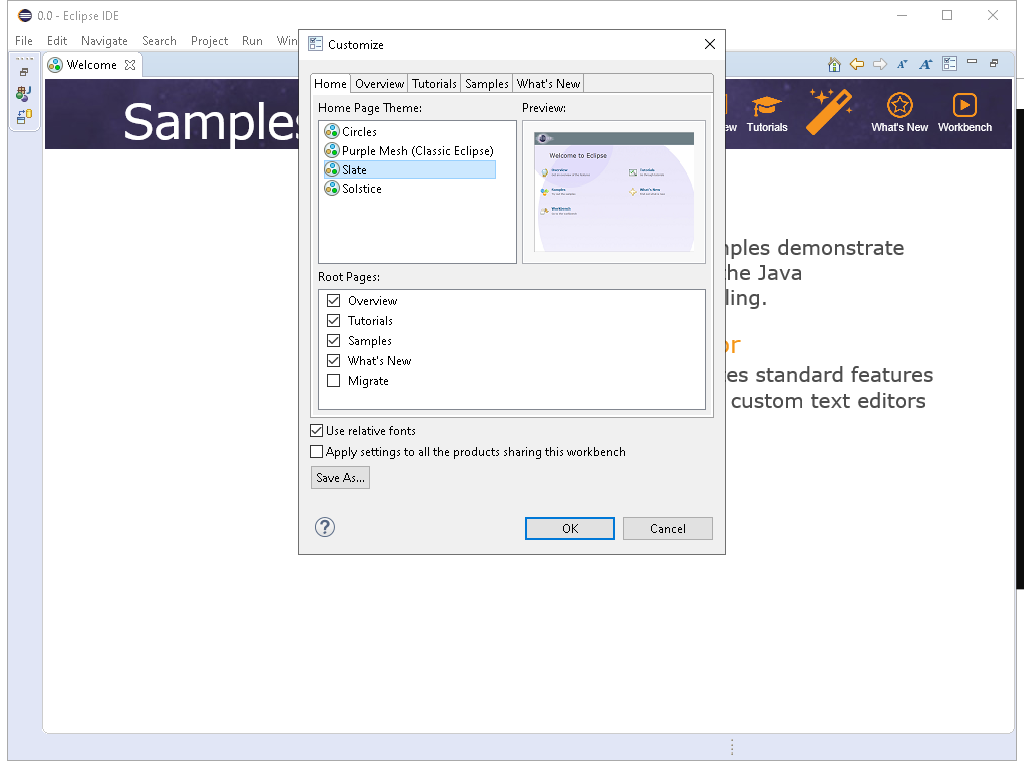 0.0 - Eclipse IDE
File Edit Navigate Search Project Run Win
Customize
Welcome
Home Overview Tutorials Samples What's New
Samples
Tutorials
What's New
Workbench
Home Page Theme:
Preview:
Circles
Purple Mesh (Classic Eclipse)
Slate
Solstice
Welcome to Eclipse
Overview
Tutorials
Samples
What's New
Workbench
Root Pages:
Overview
Tutorials
Samples
What's New
Migrate
demonstrate
the Java
standard features
custom text editors
Use relative fonts
Apply settings to all the products sharing this workbench
Save As...
?
OK
Cancel